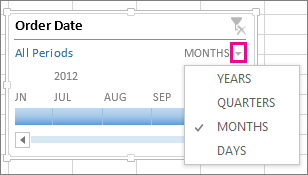 Order Date
All Periods MONTHS
2012
JN JUL AUG SEP
YEARS
QUARTERS
MONTHS
DAYS